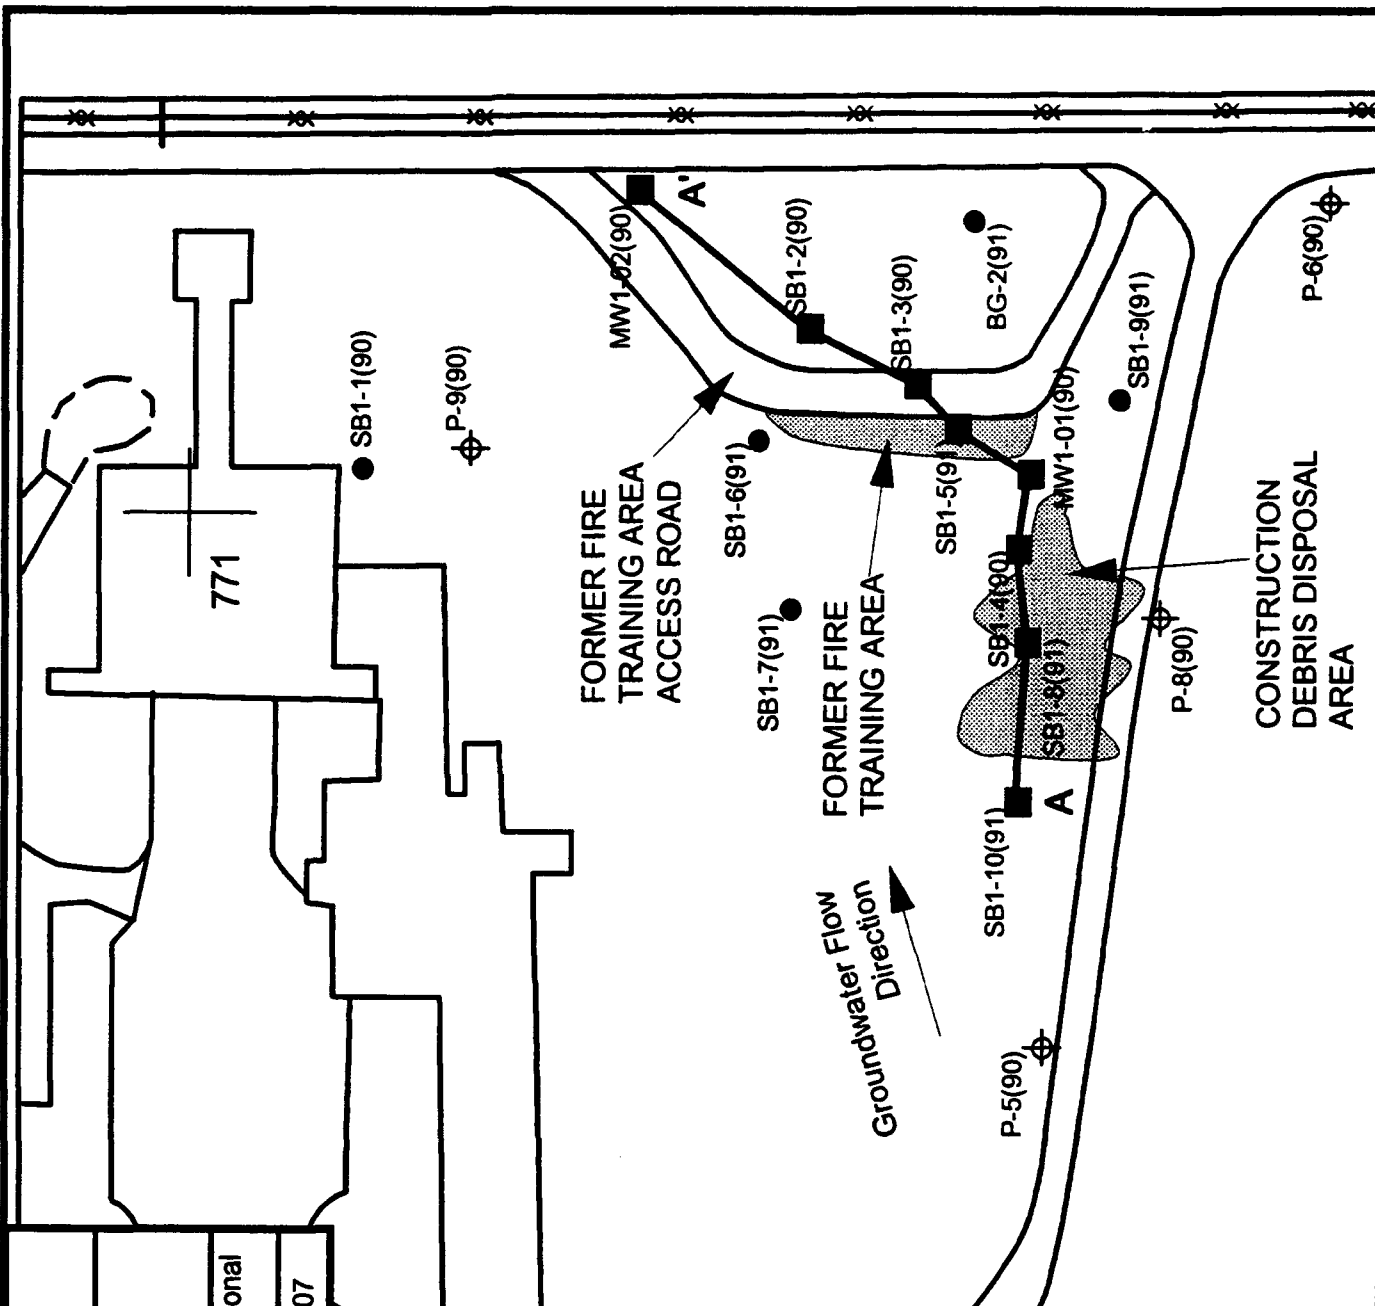 771
SB1-1(90)
P-9(90)
MW1-02(90)
A'
SB1-2(90)
SB1-3(90)
BG-2(91)
SB1-9(91)
P-6(90)
FORMER FIRE
TRAINING AREA
ACCESS ROAD
SB1-6(91)
SB1-7(91)
FORMER FIRE
TRAINING AREA
SB1-5(91
MW1-01(90)
SB1-4(90)
SB1-8(91)
P-8(90)
CONSTRUCTION
DEBRIS DISPOSAL
AREA
SB1-10(91)
A
Groundwater Flow
Direction
P-5(90)
onal
07